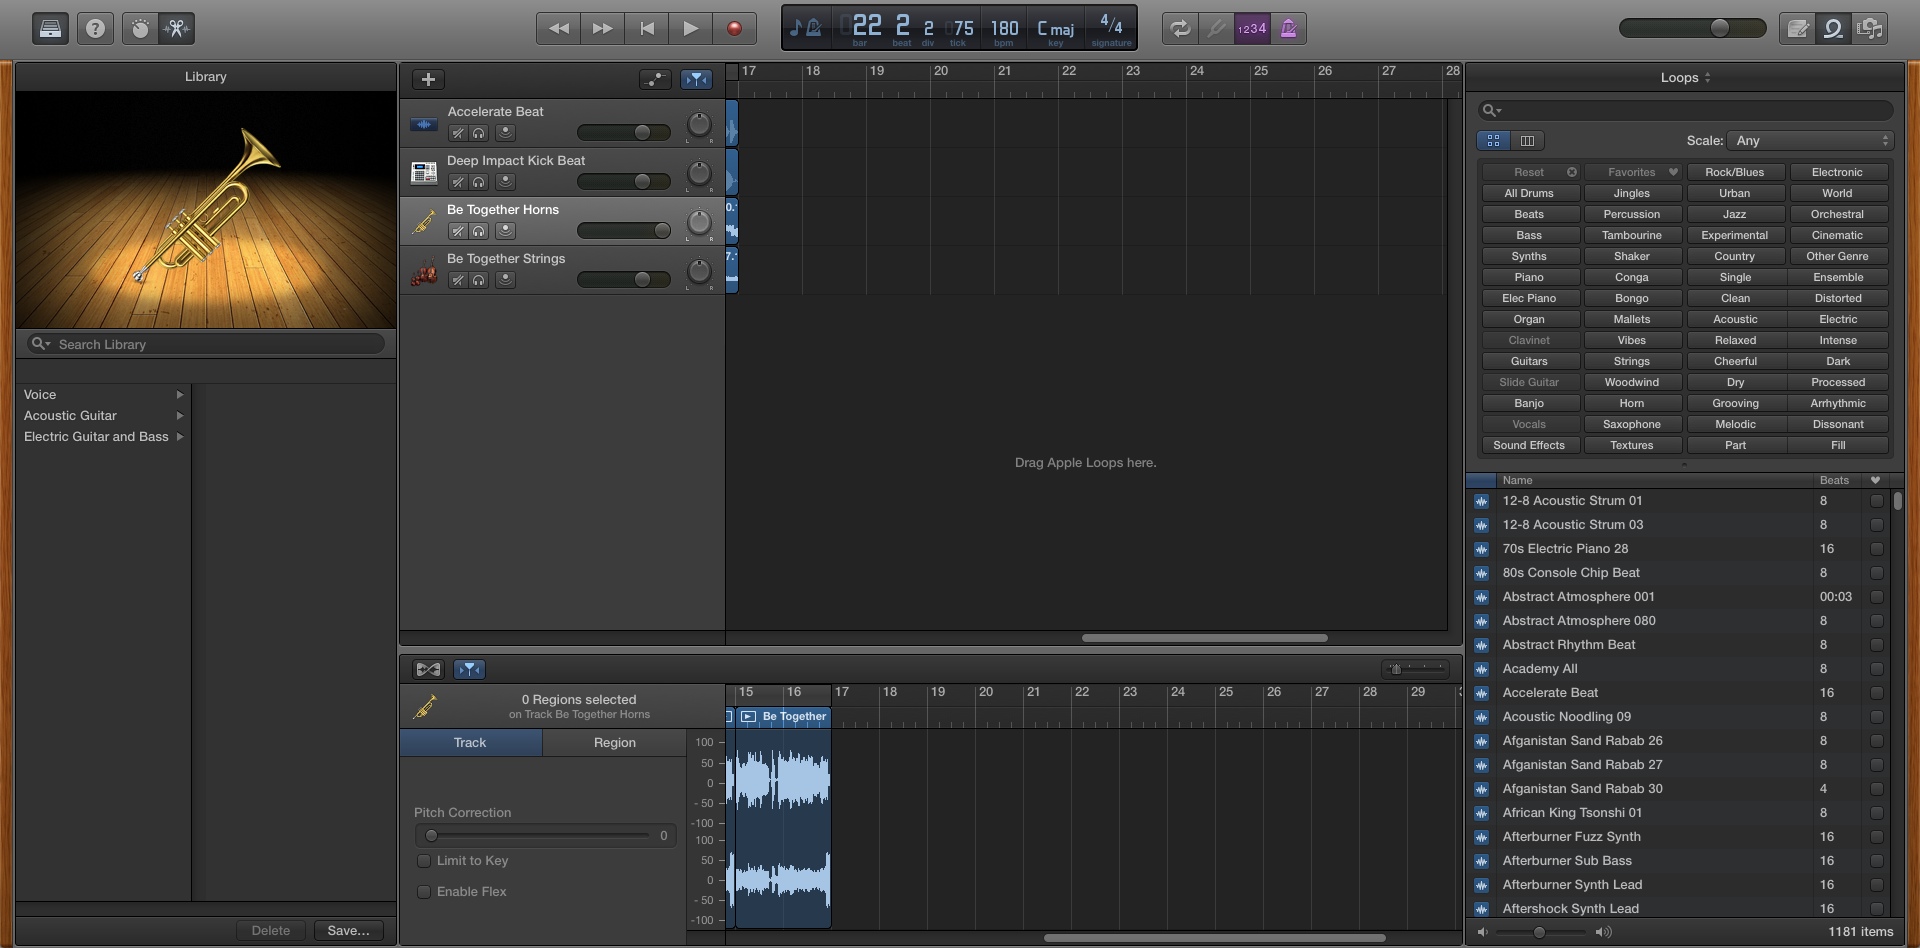 22 2 2 75 180 C maj 4/4
bar beat div tick bpm key signature
1234
Library
Search Library
Voice
Acoustic Guitar
Electric Guitar and Bass
Delete Save...
17 18 19 20 21 22 23 24 25 26 27 28
Accelerate Beat
L R
Deep Impact Kick Beat
L R
Be Together Horns
L R
Be Together Strings
L R
Drag Apple Loops here.
15 16 17 18 19 20 21 22 23 24 25 26 27 28 29
0 Regions selected
on Track Be Together Horns
Be Together
Track Region
Pitch Correction
0
Limit to Key
Enable Flex
100
50
0
- 50
-100
100
50
0
- 50
-100
Loops
Scale: Any
Reset Favorites Rock/Blues Electronic
All Drums Jingles Urban World
Beats Percussion Jazz Orchestral
Bass Tambourine Experimental Cinematic
Synths Shaker Country Other Genre
Piano Conga Single Ensemble
Elec Piano Bongo Clean Distorted
Organ Mallets Acoustic Electric
Clavinet Vibes Relaxed Intense
Guitars Strings Cheerful Dark
Slide Guitar Woodwind Dry Processed
Banjo Horn Grooving Arrhythmic
Vocals Saxophone Melodic Dissonant
Sound Effects Textures Part Fill
Name Beats
12-8 Acoustic Strum 01 8
12-8 Acoustic Strum 03 8
70s Electric Piano 28 16
80s Console Chip Beat 8
Abstract Atmosphere 001 00:03
Abstract Atmosphere 080 8
Abstract Rhythm Beat 8
Academy All 8
Accelerate Beat 16
Acoustic Noodling 09 8
Afganistan Sand Rabab 26 8
Afganistan Sand Rabab 27 8
Afganistan Sand Rabab 30 4
African King Tsonshi 01 8
Afterburner Fuzz Synth 16
Afterburner Sub Bass 16
Afterburner Synth Lead 16
Aftershock Synth Lead 16
1181 items